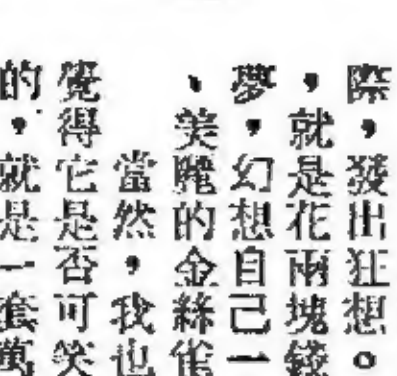 際，發出狂想。
，就是花兩塊錢
夢，幻想自己一
、美麗的金絲雀
當然，我也
覺得它是否可笑
的，就是一套萬